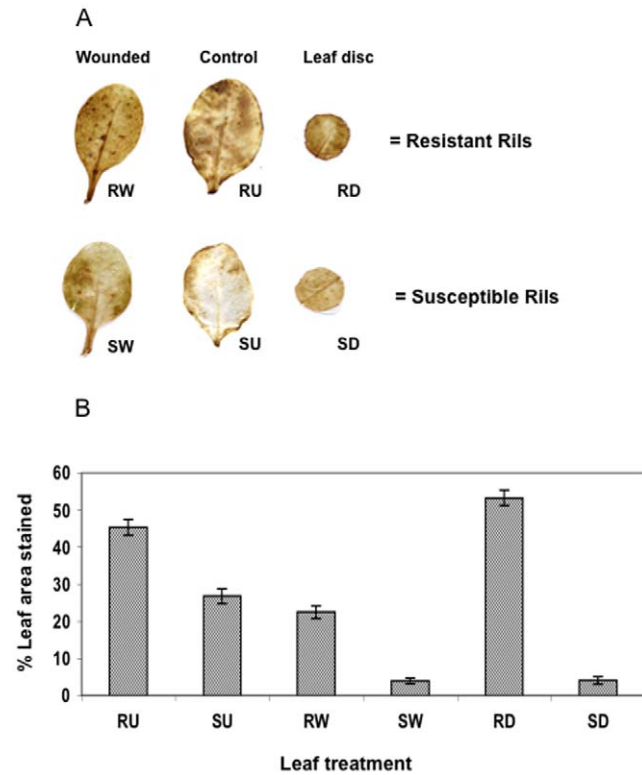 A
Wounded Control Leaf disc
= Resistant Rils
RW RU RD
= Susceptible Rils
SW SU SD
B
% Leaf area stained
60
50
40
30
20
10
0
RU SU RW SW RD SD
Leaf treatment